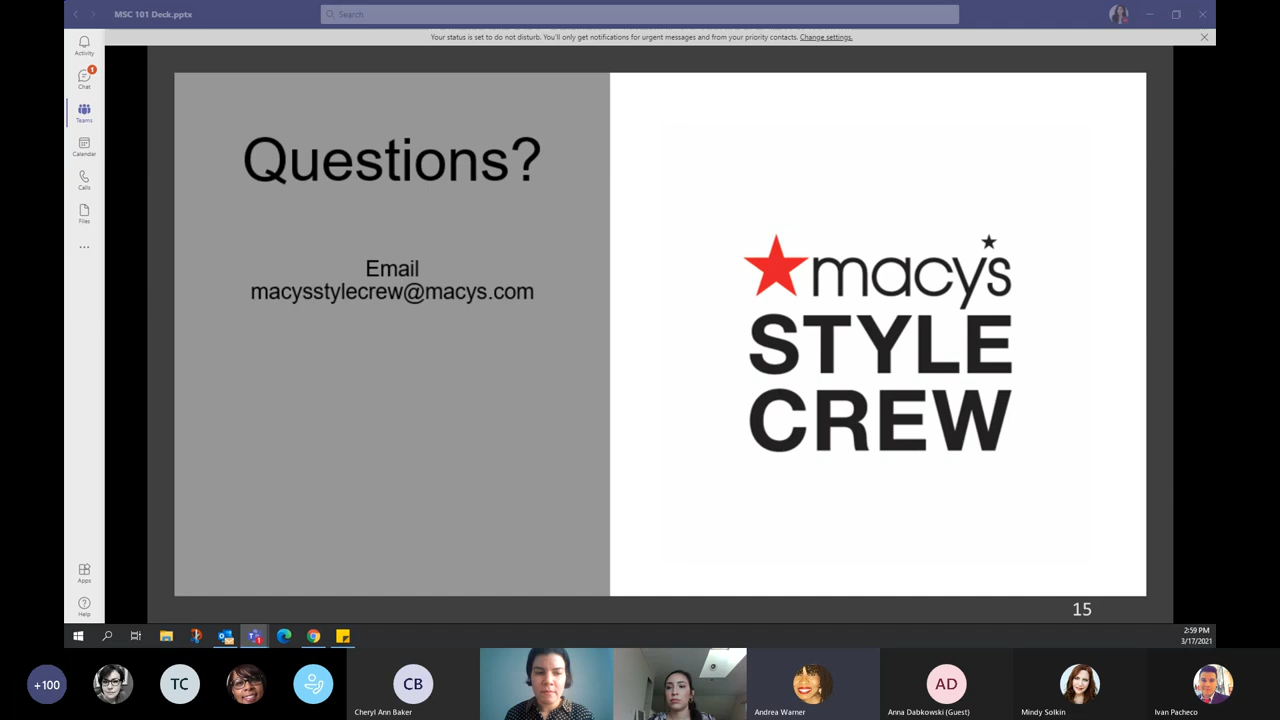 MSC 101 Deck.pptx
Search
Your status is set to do not disturb. You'll only get notifications for urgent messages and from your priority contacts. Change settings.
Activity
1
Chat
Teams
Calendar
Calls
Files
Apps
Help
Questions?
Email
macysstylecrew@macys.com
macy's
STYLE
CREW
15
2:59 PM
3/17/2021
+100
TC
CB
Cheryl Ann Baker
Andrea Warner
AD
Anna Dabkowski (Guest)
Mindy Solkin
Ivan Pacheco